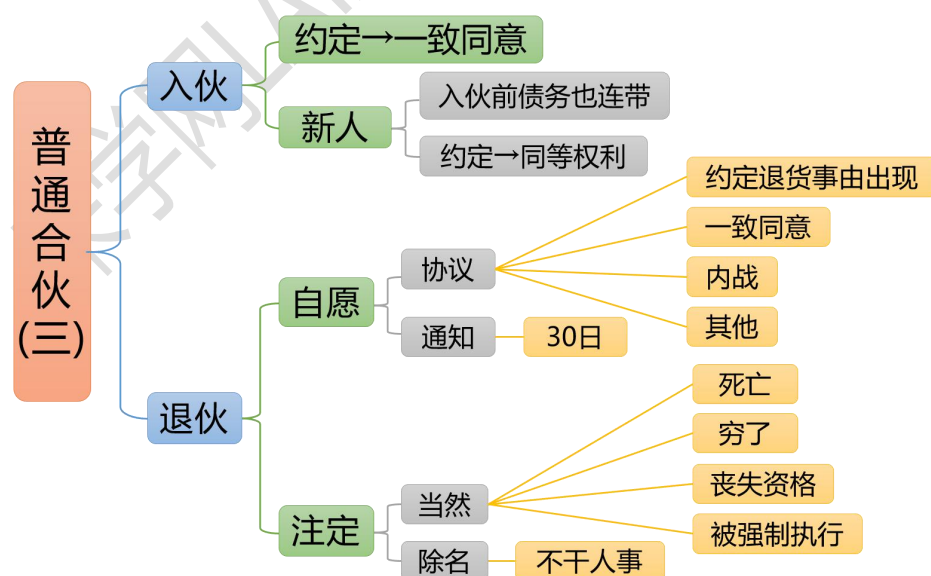 普通合伙(三)
入伙
约定→一致同意
新人
入伙前债务也连带
约定→同等权利
退伙
自愿
协议
约定退货事由出现
一致同意
内战
其他
通知
30日
注定
当然
死亡
穷了
丧失资格
被强制执行
除名
不干人事